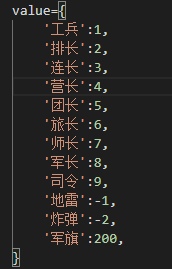 value={
'工兵':1,
'排长':2,
'连长':3,
'营长':4,
'团长':5,
'旅长':6,
'师长':7,
'军长':8,
'司令':9,
'地雷':-1,
'炸弹':-2,
'军旗':200,
}